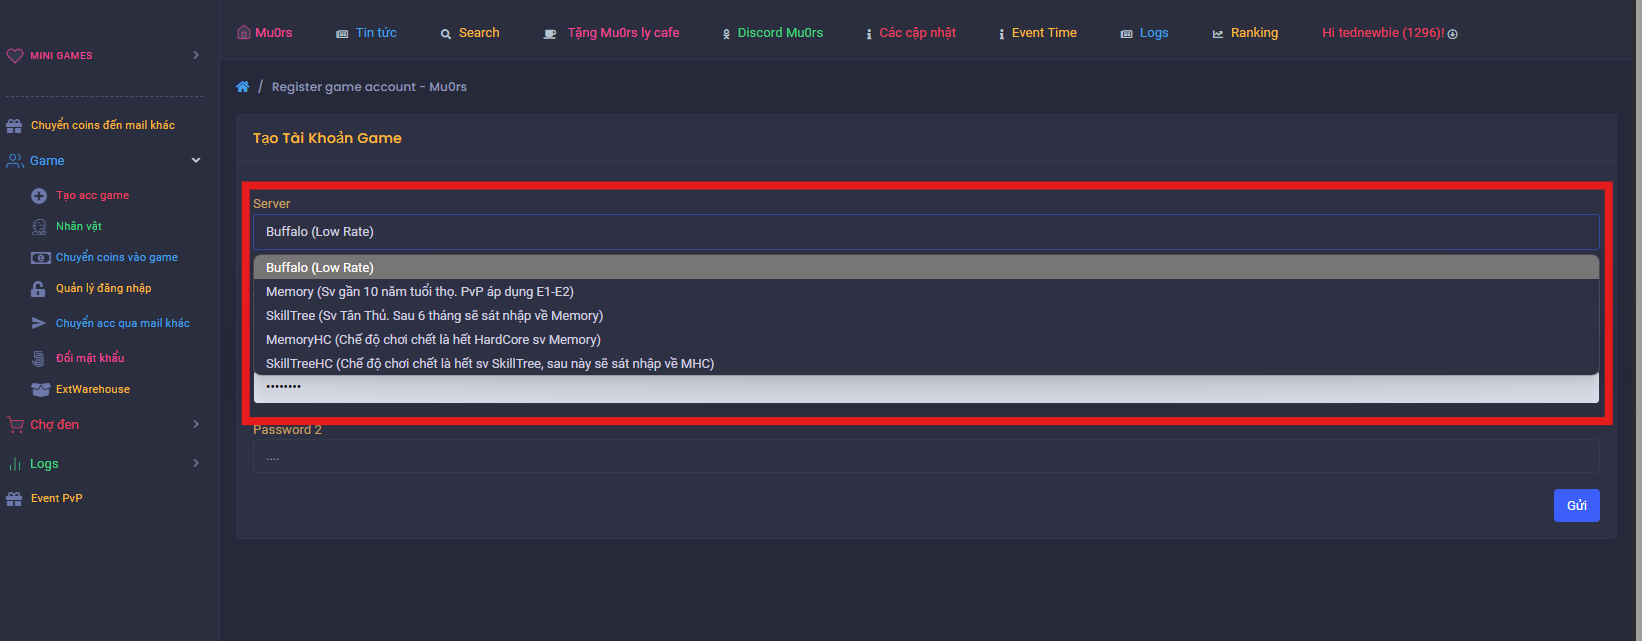 Mu0rs Tin tức Search Tặng Mu0rs ly cafe Discord Mu0rs Các cập nhật Event Time Logs Ranking Hi tednewbie (1296)!
MINI GAMES
Chuyển coins đến mail khác
Game
Tạo acc game
Nhân vật
Chuyển coins vào game
Quản lý đăng nhập
Chuyển acc qua mail khác
Đổi mật khẩu
ExtWarehouse
Chợ đen
Logs
Event PvP
/ Register game account - Mu0rs
Tạo Tài Khoản Game
Server
Buffalo (Low Rate)
Buffalo (Low Rate)
Memory (Sv gần 10 năm tuổi thọ. PvP áp dụng E1-E2)
SkillTree (Sv Tân Thủ. Sau 6 tháng sẽ sát nhập về Memory)
MemoryHC (Chế độ chơi chết là hết HardCore sv Memory)
SkillTreeHC (Chế độ chơi chết là hết sv SkillTree, sau này sẽ sát nhập về MHC)
••••••••
Password 2
....
Gửi